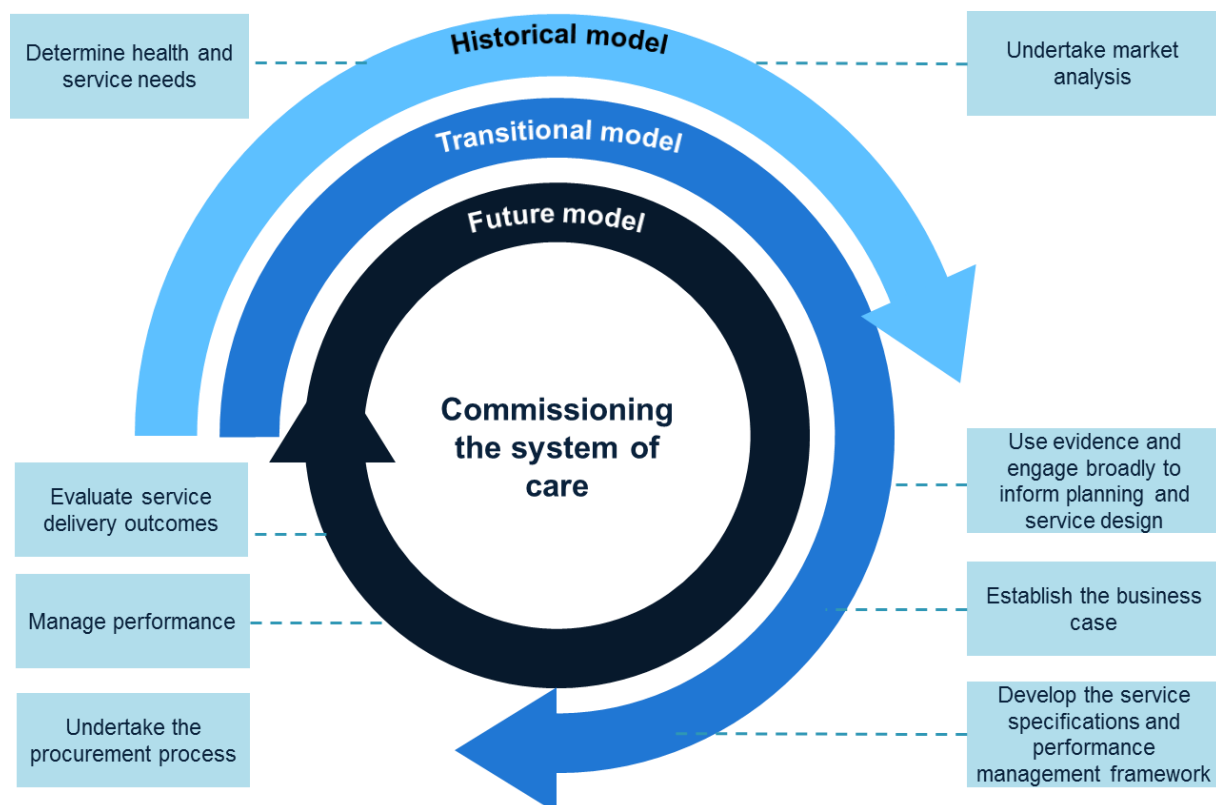 Historical model
Transitional model
Future model
Commissioning
the system of
care
Determine health and
service needs
Undertake market
analysis
Use evidence and
engage broadly to
inform planning and
service design
Establish the business
case
Develop the service
specifications and
performance
management framework
Undertake the
procurement process
Manage performance
Evaluate service
delivery outcomes